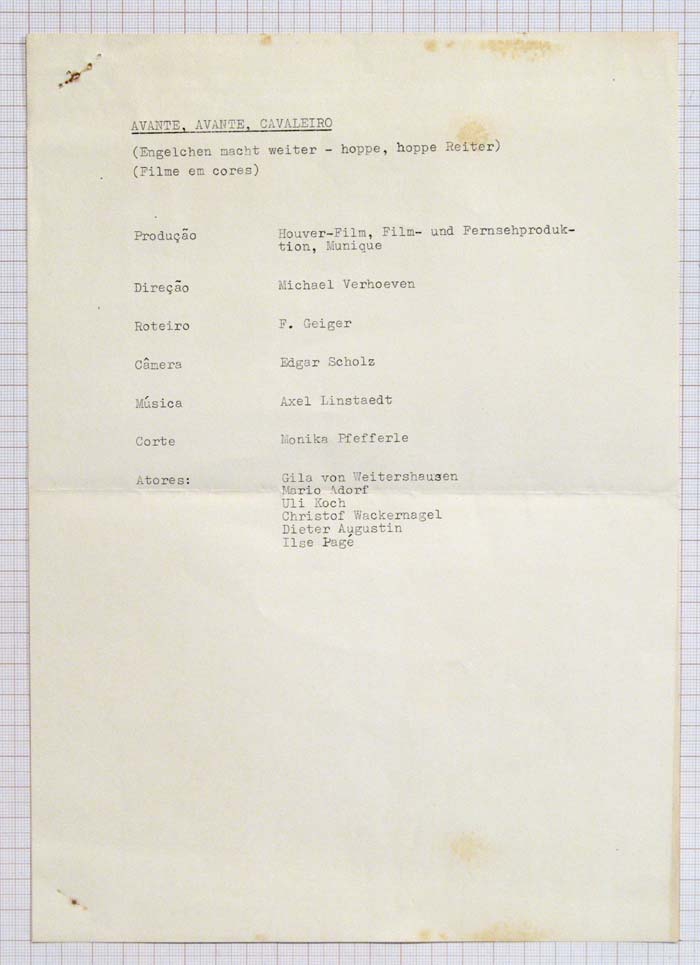 AVANTE, AVANTE, CAVALEIRO
(Engelchen macht weiter - hoppe, hoppe Reiter)
(Filme em cores)
Produção Houver-Film, Film- und Fernsehproduk-
tion, Munique
Direção Michael Verhoeven
Roteiro F. Geiger
Câmera Edgar Scholz
Música Axel Linstaedt
Corte Monika Pfefferle
Atores: Gila von Weitershausen
Mario Adorf
Uli Koch
Christof Wackernagel
Dieter Augustin
Ilse Pagé